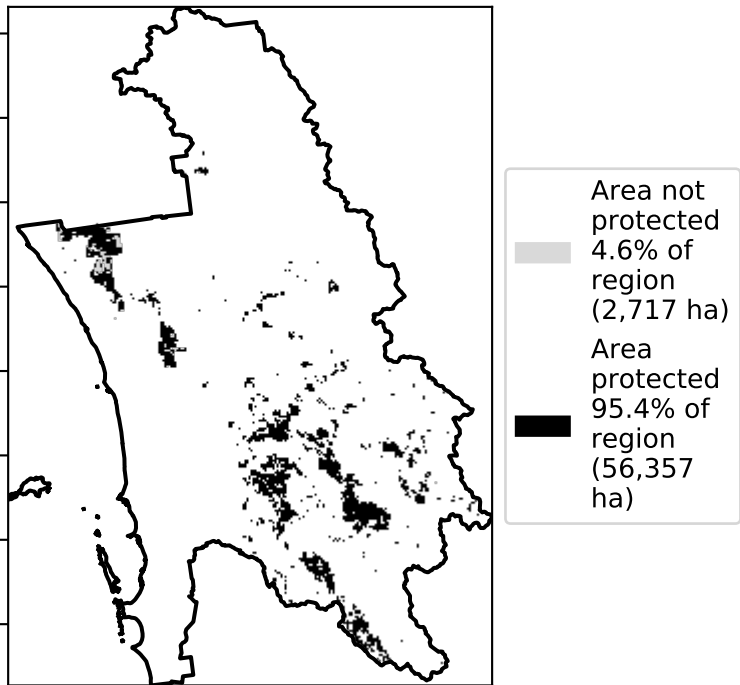 Area not
protected
4.6% of
region
(2,717 ha)
Area
protected
95.4% of
region
(56,357
ha)